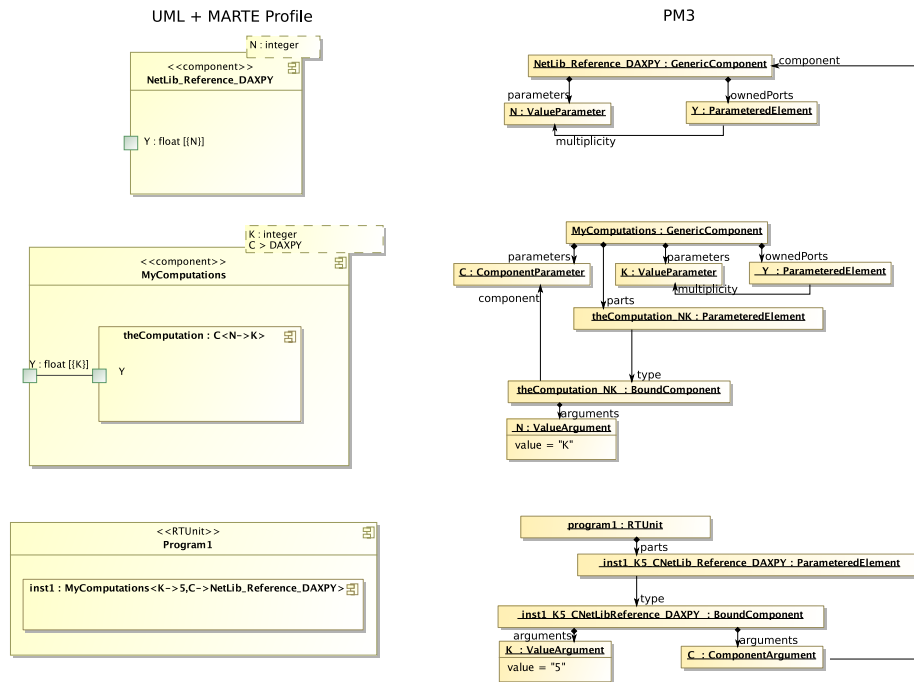 UML + MARTE Profile
PM3
N : integer
<<component>>
NetLib_Reference_DAXPY
Y : float [{N}]
NetLib_Reference_DAXPY : GenericComponent
component
parameters
ownedPorts
N : ValueParameter
Y : ParameteredElement
multiplicity
K : integer
C > DAXPY
<<component>>
MyComputations
theComputation : C<N->K>
Y : float [{K}]
Y
MyComputations : GenericComponent
parameters
parameters
ownedPorts
C : ComponentParameter
K : ValueParameter
Y : ParameteredElement
multiplicity
component
parts
theComputation_NK : ParameteredElement
type
theComputation_NK : BoundComponent
arguments
N : ValueArgument
value = "K"
<<RTUnit>>
Program1
inst1 : MyComputations<K->5,C->NetLib_Reference_DAXPY>
program1 : RTUnit
parts
inst1_K5_CNetLib_Reference_DAXPY : ParameteredElement
type
inst1_K5_CNetLibReference_DAXPY : BoundComponent
arguments
arguments
K : ValueArgument
value = "5"
C : ComponentArgument